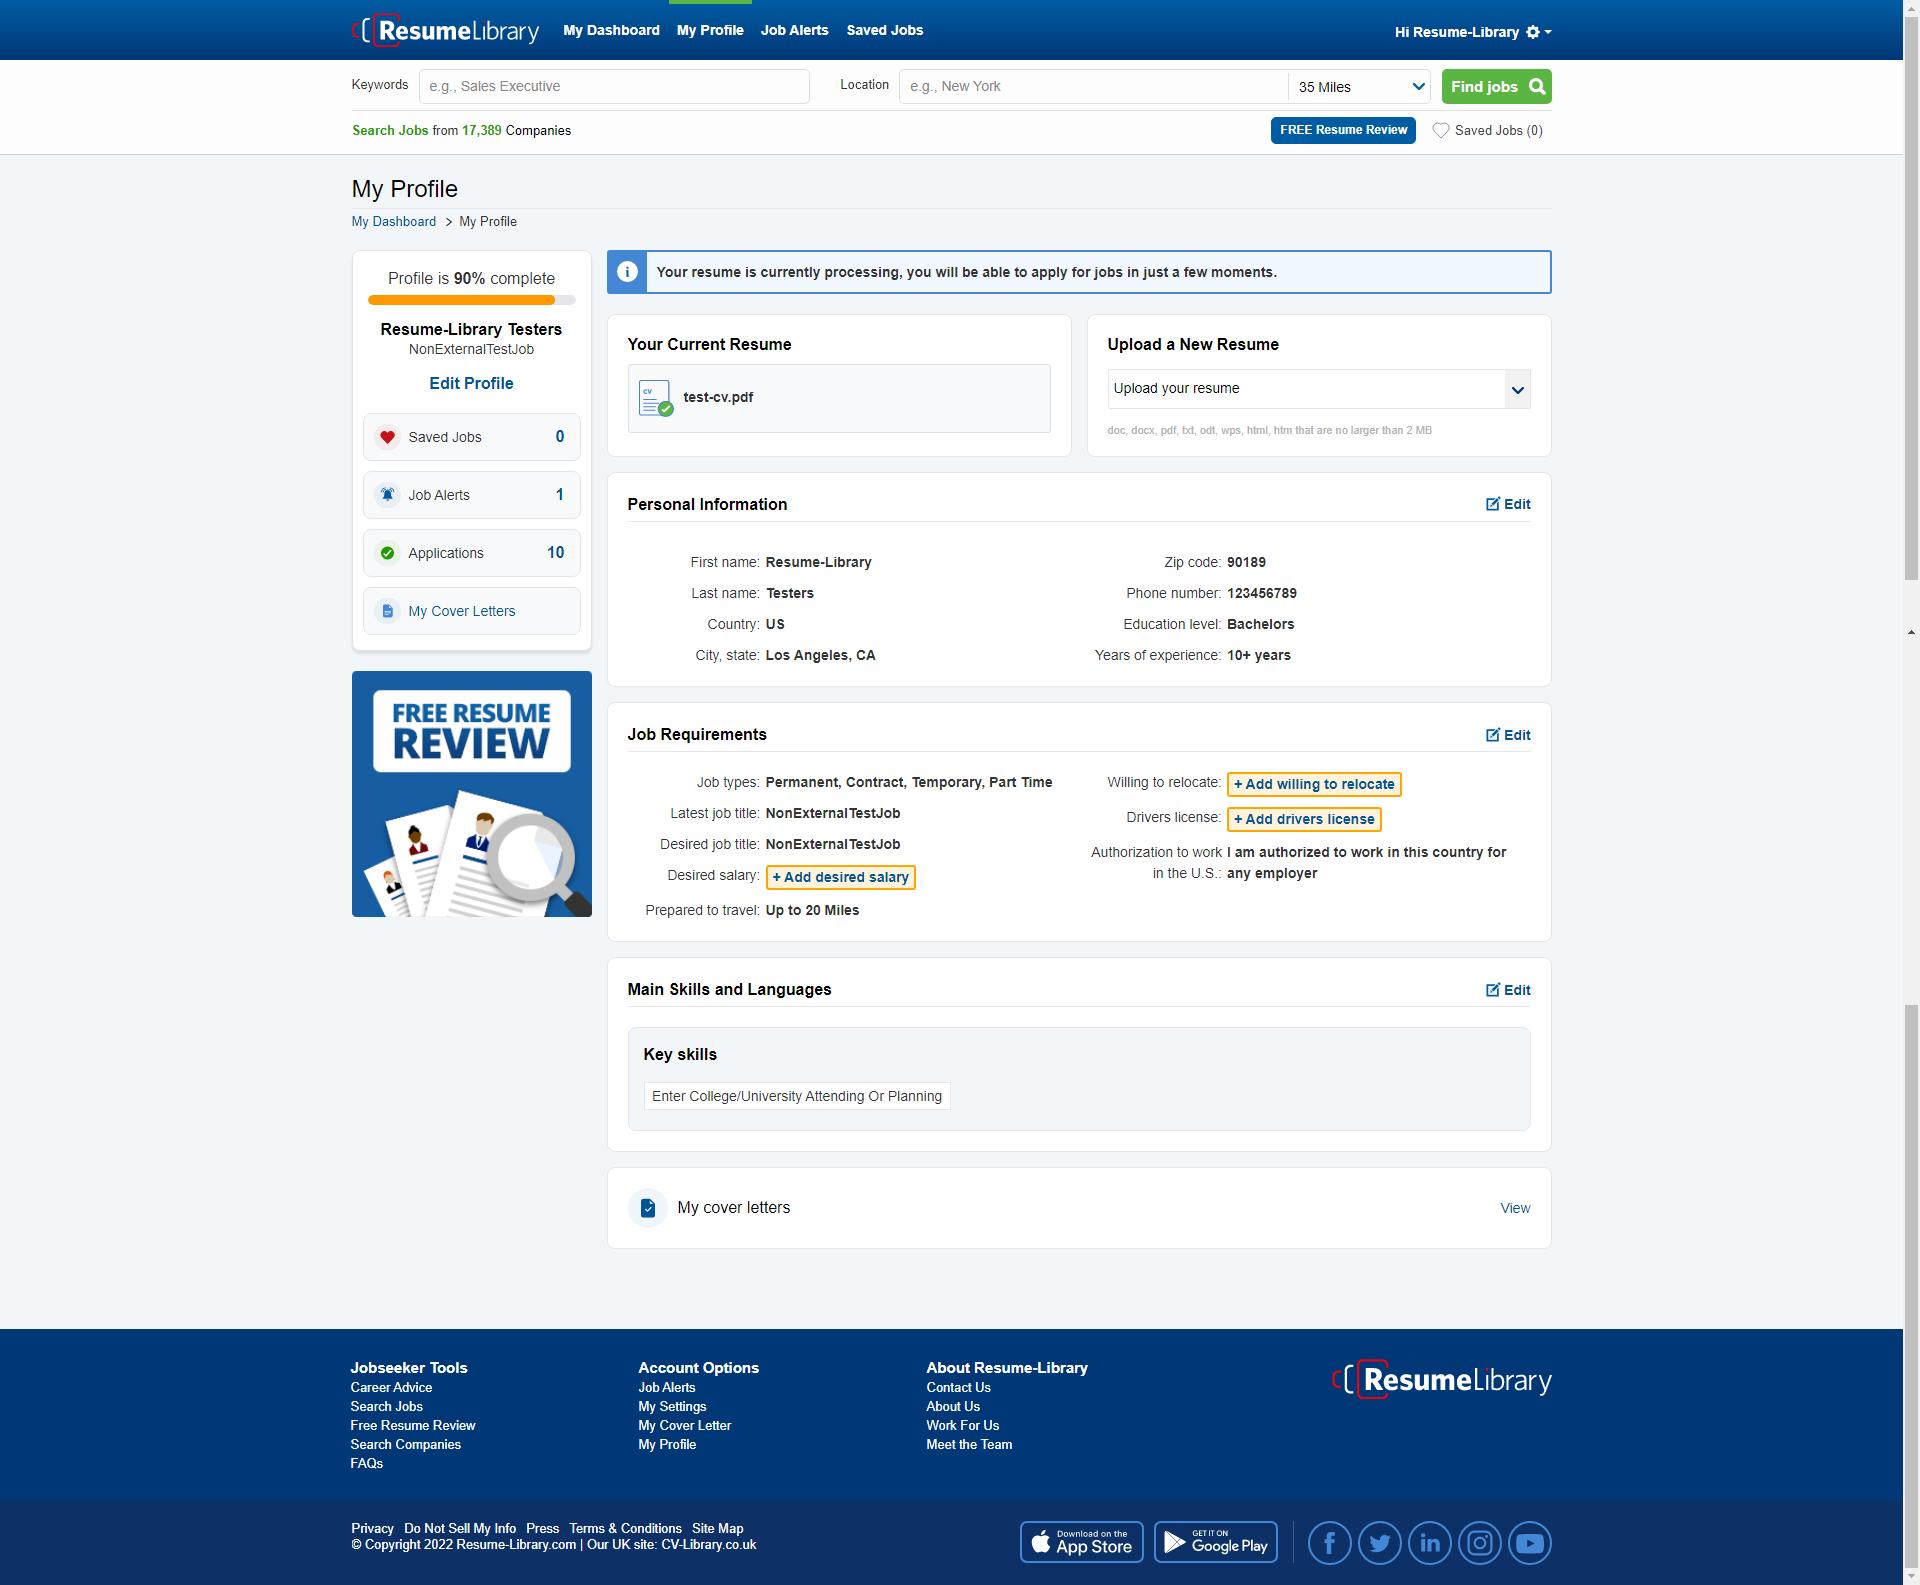 ResumeLibrary
My Dashboard
My Profile
Job Alerts
Saved Jobs
Hi Resume-Library
Keywords
e.g., Sales Executive
Location
e.g., New York
35 Miles
Find jobs
Search Jobs from 17,389 Companies
FREE Resume Review
Saved Jobs (0)
My Profile
My Dashboard > My Profile
Profile is 90% complete
Resume-Library Testers
NonExternalTestJob
Edit Profile
Saved Jobs 0
Job Alerts 1
Applications 10
My Cover Letters
FREE RESUME
REVIEW
Your resume is currently processing, you will be able to apply for jobs in just a few moments.
Your Current Resume
CV
test-cv.pdf
Upload a New Resume
Upload your resume
doc, docx, pdf, txt, odt, wps, html, htm that are no larger than 2 MB
Personal Information
Edit
First name: Resume-Library
Last name: Testers
Country: US
City, state: Los Angeles, CA
Zip code: 90189
Phone number: 123456789
Education level: Bachelors
Years of experience: 10+ years
Job Requirements
Edit
Job types: Permanent, Contract, Temporary, Part Time
Latest job title: NonExternalTestJob
Desired job title: NonExternalTestJob
Desired salary: + Add desired salary
Prepared to travel: Up to 20 Miles
Willing to relocate: + Add willing to relocate
Drivers license: + Add drivers license
Authorization to work I am authorized to work in this country for
in the U.S.: any employer
Main Skills and Languages
Edit
Key skills
Enter College/University Attending Or Planning
My cover letters
View
Jobseeker Tools
Career Advice
Search Jobs
Free Resume Review
Search Companies
FAQs
Account Options
Job Alerts
My Settings
My Cover Letter
My Profile
About Resume-Library
Contact Us
About Us
Work For Us
Meet the Team
ResumeLibrary
Privacy Do Not Sell My Info Press Terms & Conditions Site Map
© Copyright 2022 Resume-Library.com | Our UK site: CV-Library.co.uk
Download on the
App Store
GET IT ON
Google Play